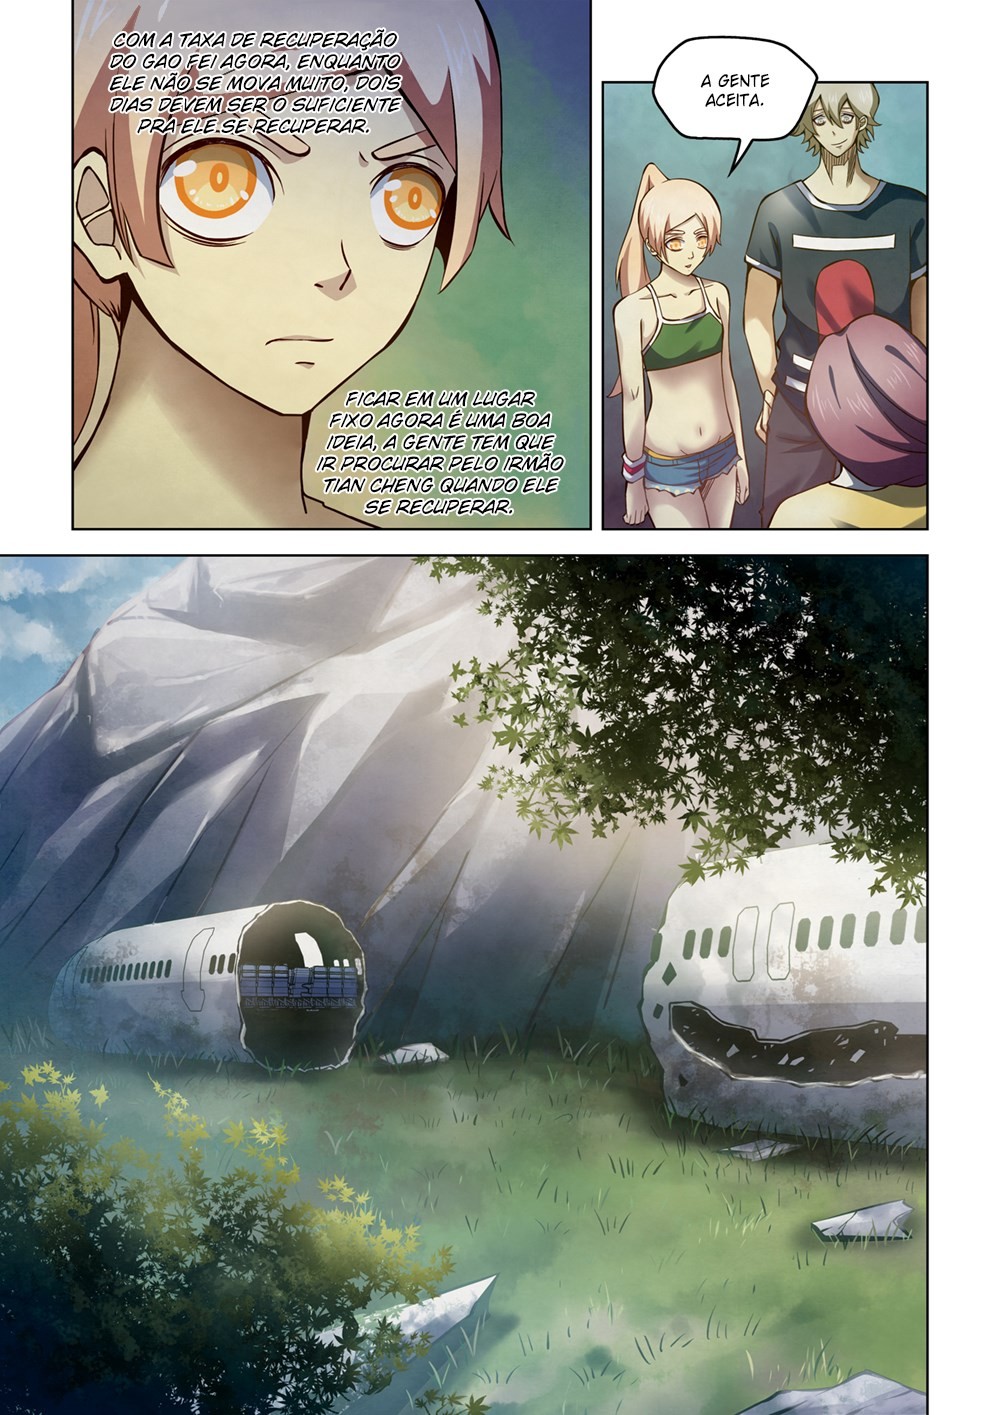 COM A TAXA DE RECUPERAÇÃO
DO GAO FEI AGORA, ENQUANTO
ELE NÃO SE MOVA MUITO, DOIS
DIAS DEVEM SER O SUFICIENTE
PRA ELE SE RECUPERAR.
FICAR EM UM LUGAR
FIXO AGORA É UMA BOA
IDEIA, A GENTE TEM QUE
IR PROCURAR PELO IRMÃO
TIAN CHENG QUANDO ELE
SE RECUPERAR.
A GENTE
ACEITA.